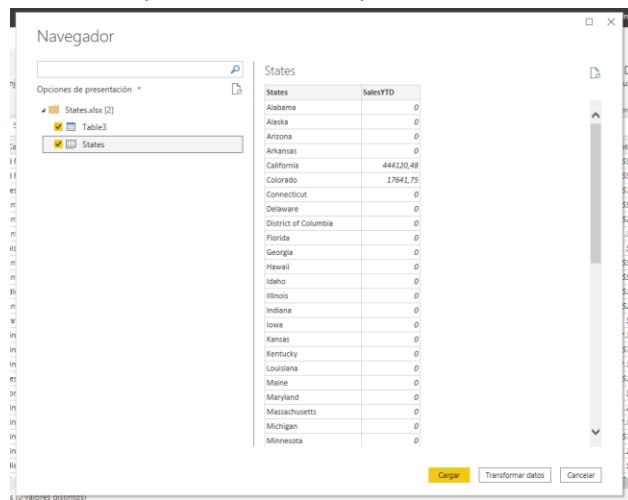 Navegador
Opciones de presentación
States.xlsx [2]
Table3
States
States
States SalesYTD
Alabama 0
Alaska 0
Arizona 0
Arkansas 0
California 444120,48
Colorado 17641,75
Connecticut 0
Delaware 0
District of Columbia 0
Florida 0
Georgia 0
Hawaii 0
Idaho 0
Illinois 0
Indiana 0
Iowa 0
Kansas 0
Kentucky 0
Louisiana 0
Maine 0
Maryland 0
Massachusetts 0
Michigan 0
Minnesota 0
Cargar Transformar datos Cancelar
valores distintos)